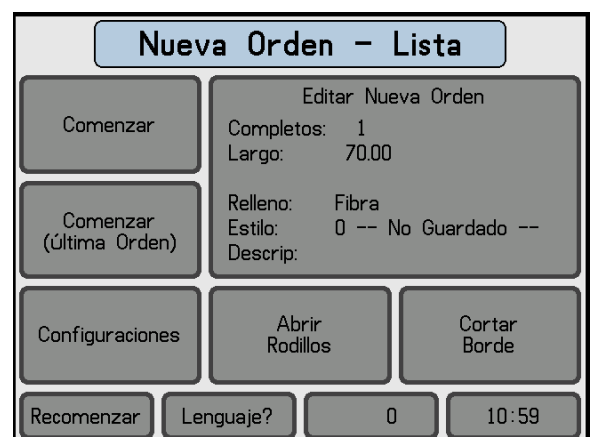 Nueva Orden - Lista
Comenzar
Editar Nueva Orden
Completos: 1
Largo: 70.00
Relleno: Fibra
Estilo: 0 -- No Guardado --
Descrip:
Comenzar
(última Orden)
Configuraciones
Abrir
Rodillos
Cortar
Borde
Recomenzar
Lenguaje?
0
10:59